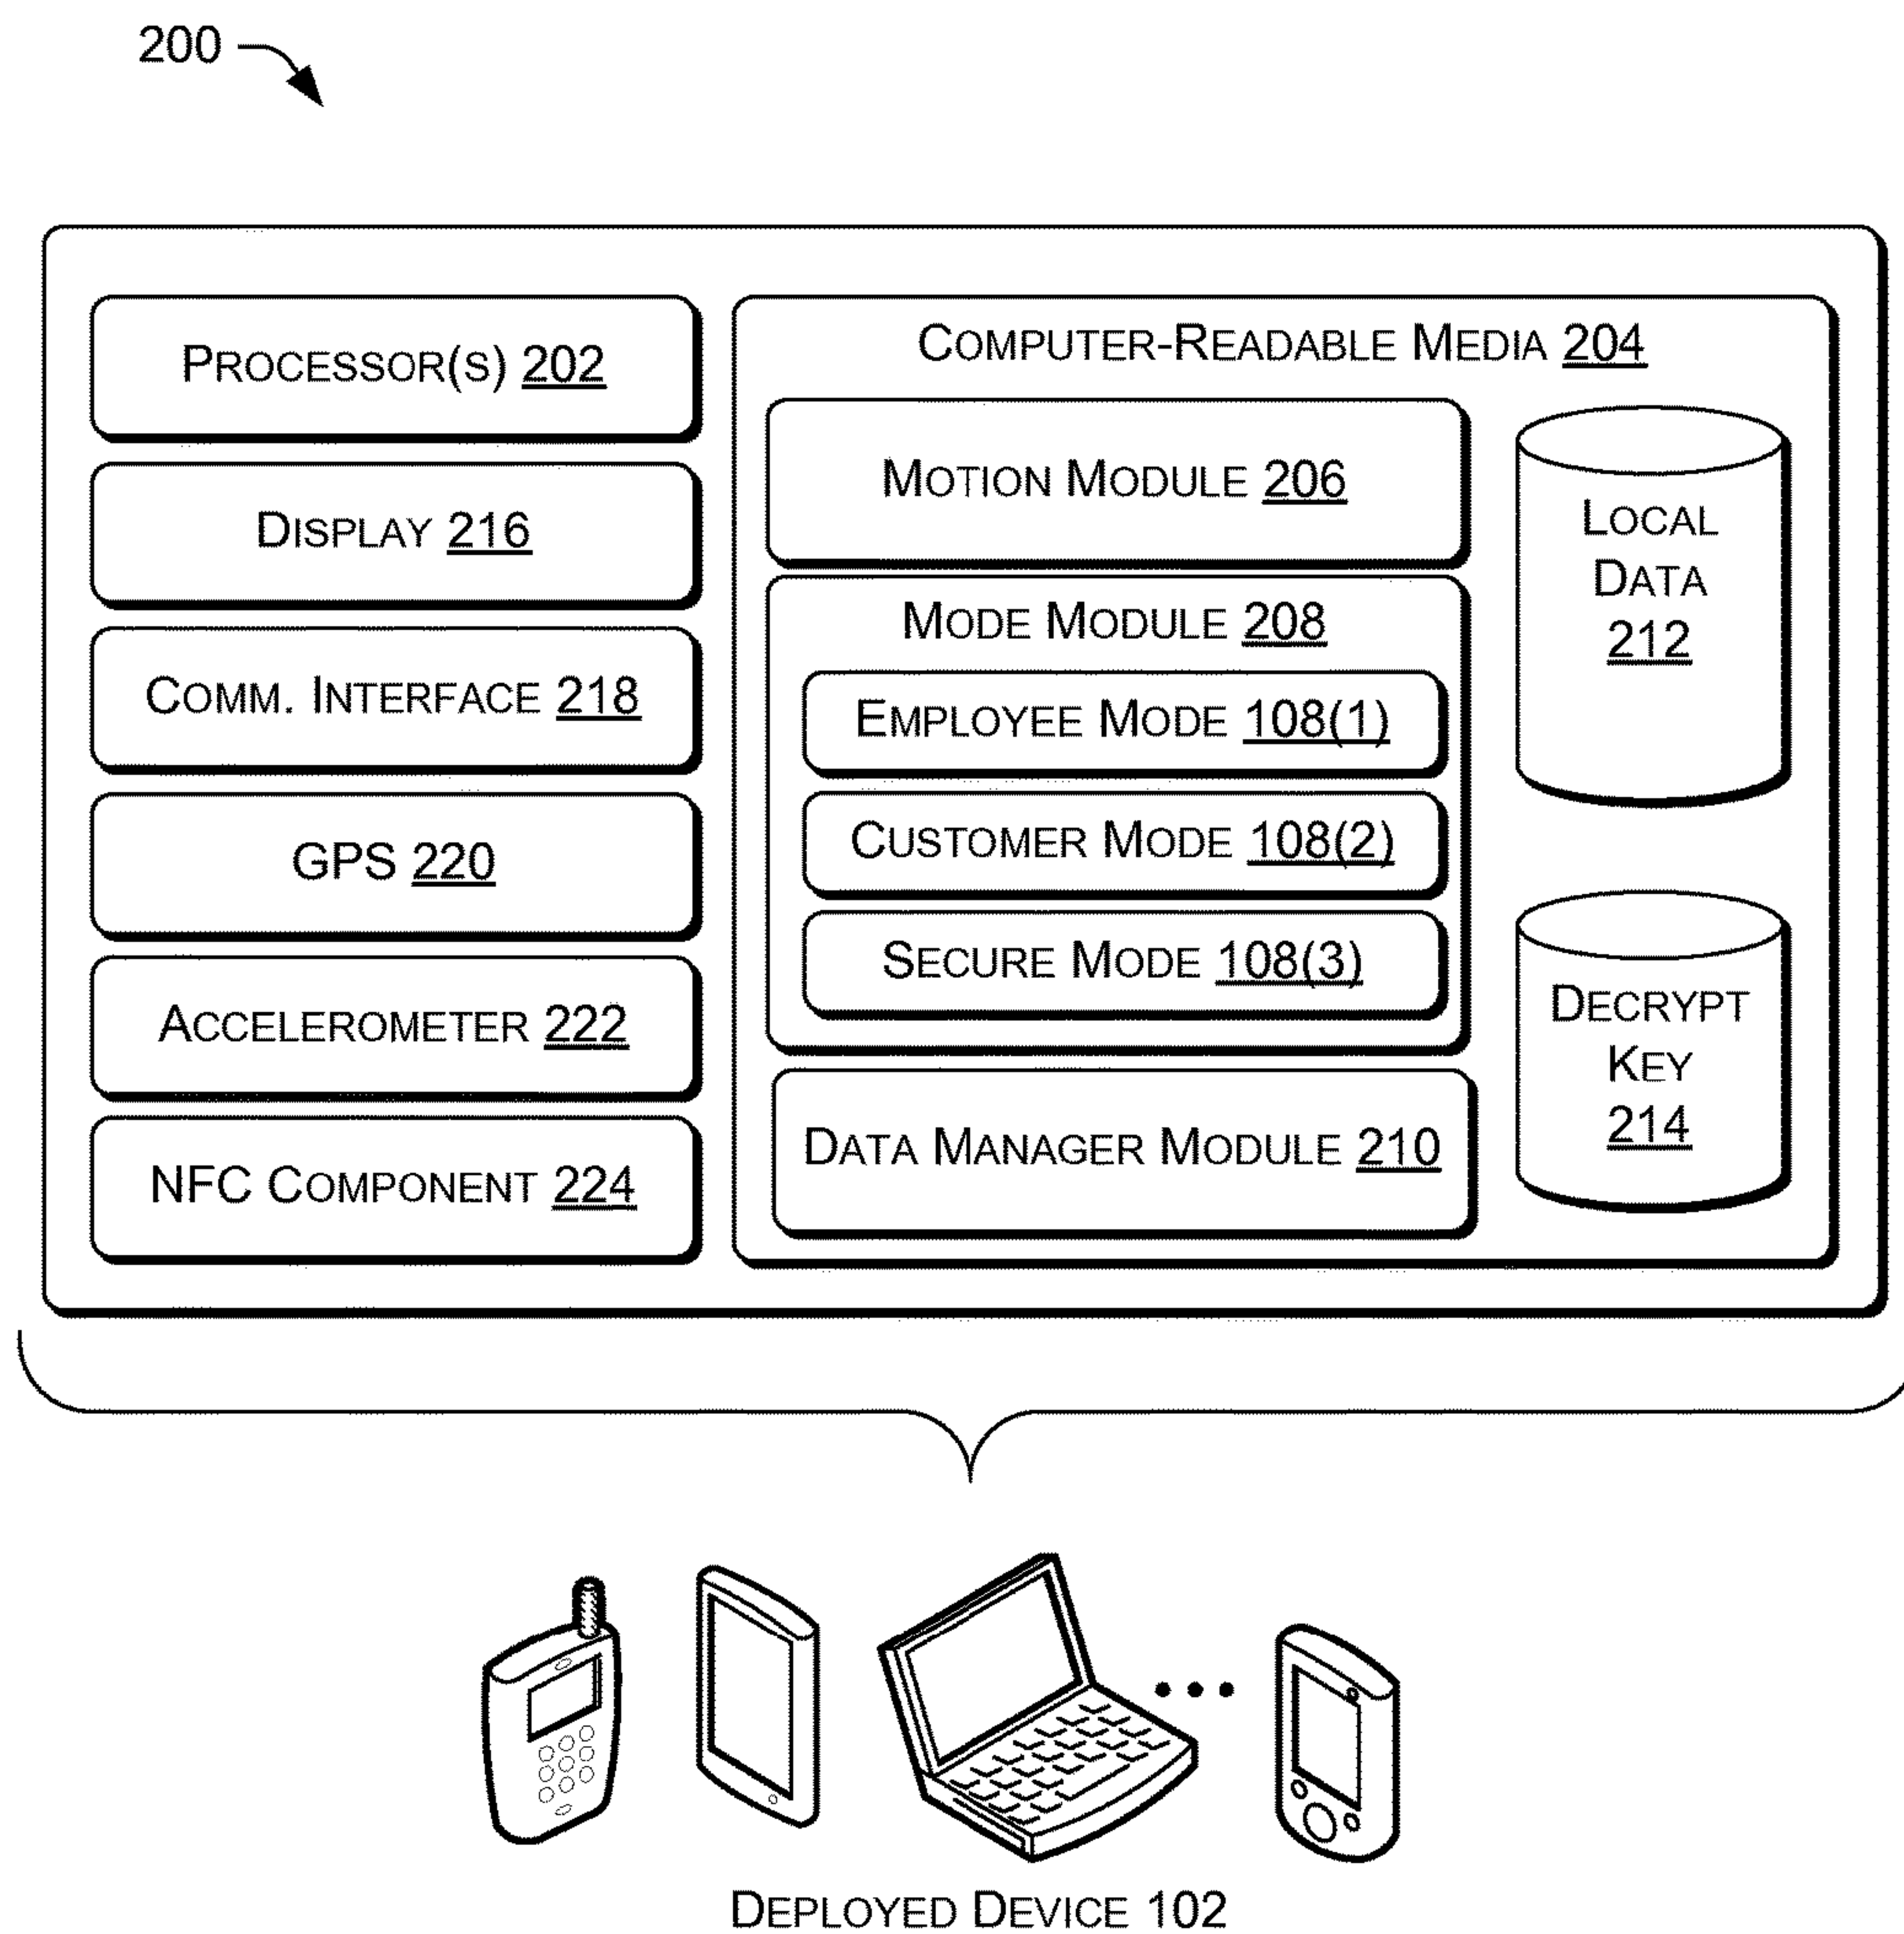 200
PROCESSOR(S) 202
DISPLAY 216
COMM. INTERFACE 218
GPS 220
ACCELEROMETER 222
NFC COMPONENT 224
COMPUTER-READABLE MEDIA 204
MOTION MODULE 206
MODE MODULE 208
EMPLOYEE MODE 108(1)
CUSTOMER MODE 108(2)
SECURE MODE 108(3)
DATA MANAGER MODULE 210
LOCAL
DATA
212
DECRYPT
KEY
214
DEPLOYED DEVICE 102